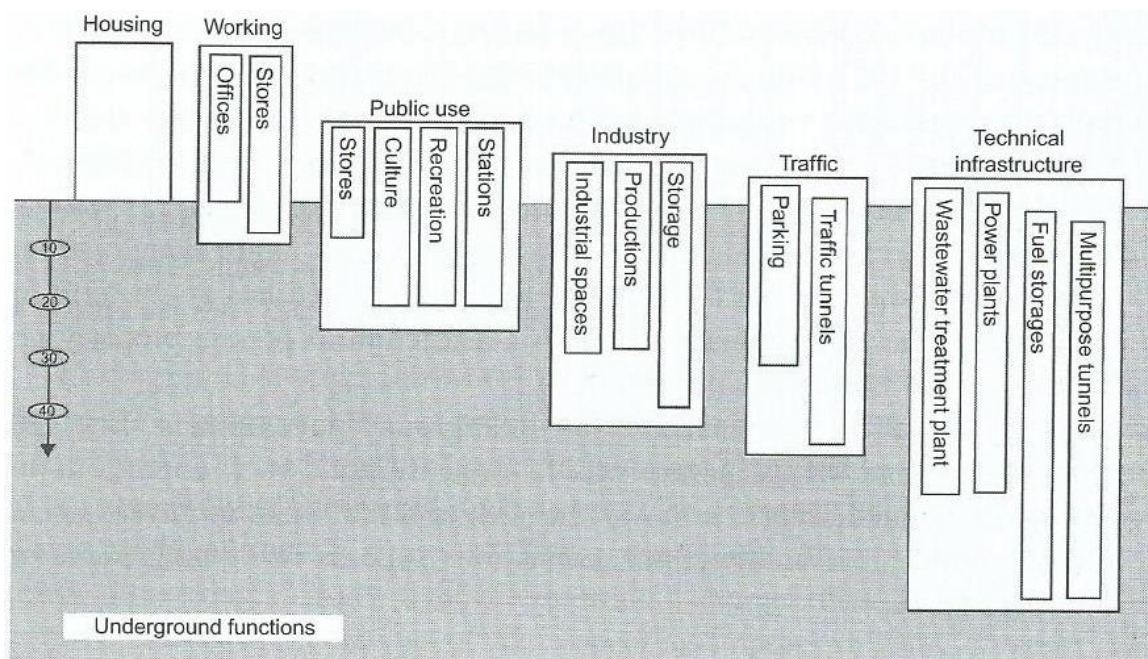 Housing
Working
Offices
Stores
Public use
Stores
Culture
Recreation
Stations
Industry
Industrial spaces
Productions
Storage
Traffic
Parking
Traffic tunnels
Technical
infrastructure
Wastewater treatment plant
Power plants
Fuel storages
Multipurpose tunnels
10
20
30
40
Underground functions